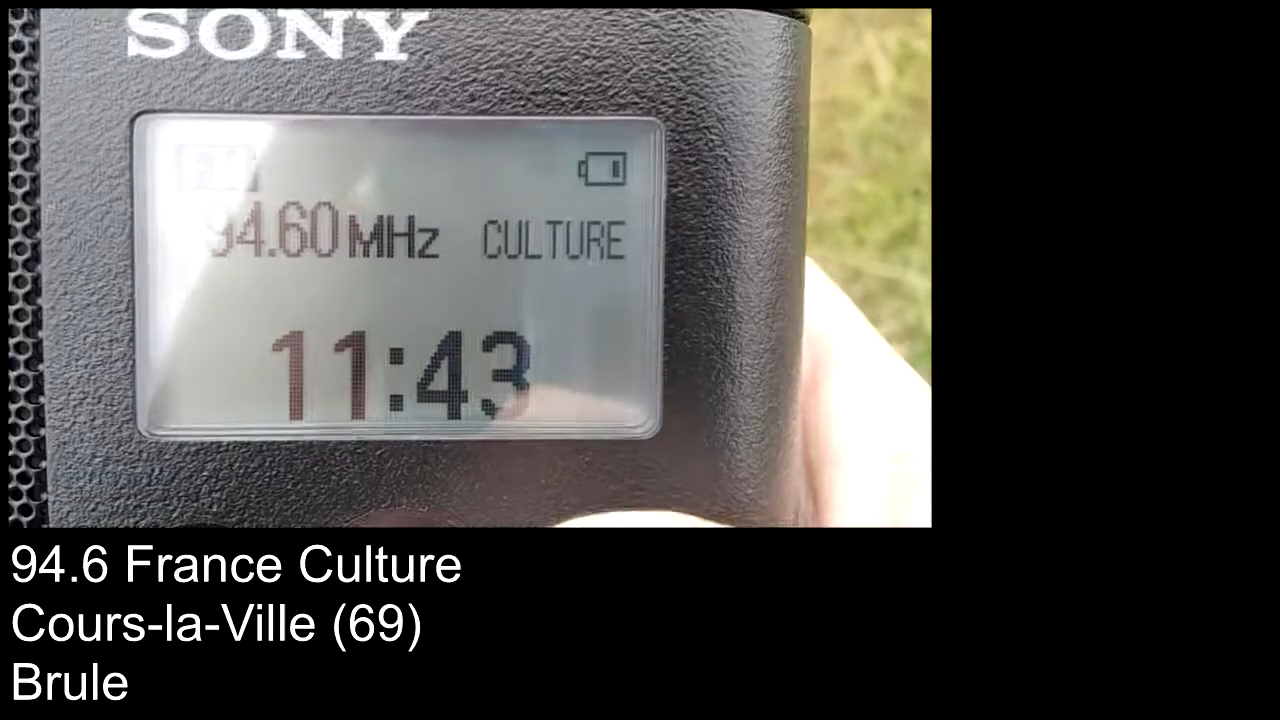 SONY
FM
94.60 MHz CULTURE
11:43
94.6 France Culture
Cours-la-Ville (69)
Brule